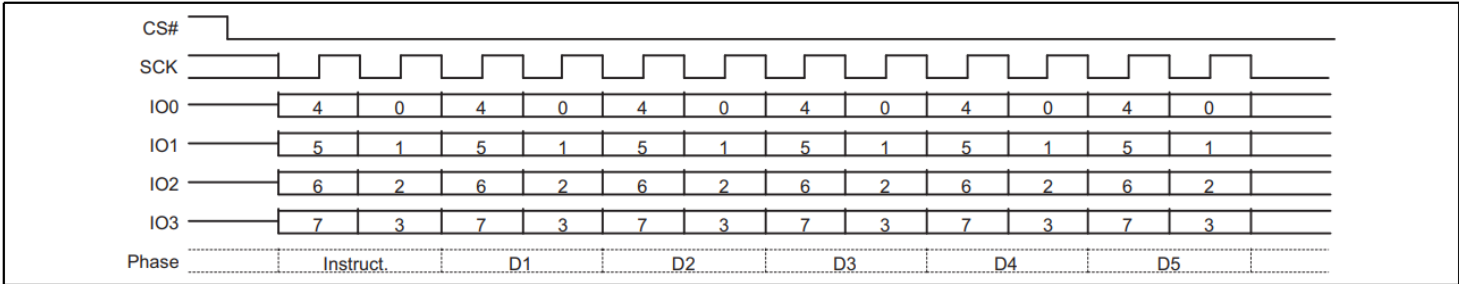 CS#
SCK
IO0 4 0 4 0 4 0 4 0 4 0 4 0
IO1 5 1 5 1 5 1 5 1 5 1 5 1
IO2 6 2 6 2 6 2 6 2 6 2 6 2
IO3 7 3 7 3 7 3 7 3 7 3 7 3
Phase Instruct. D1 D2 D3 D4 D5